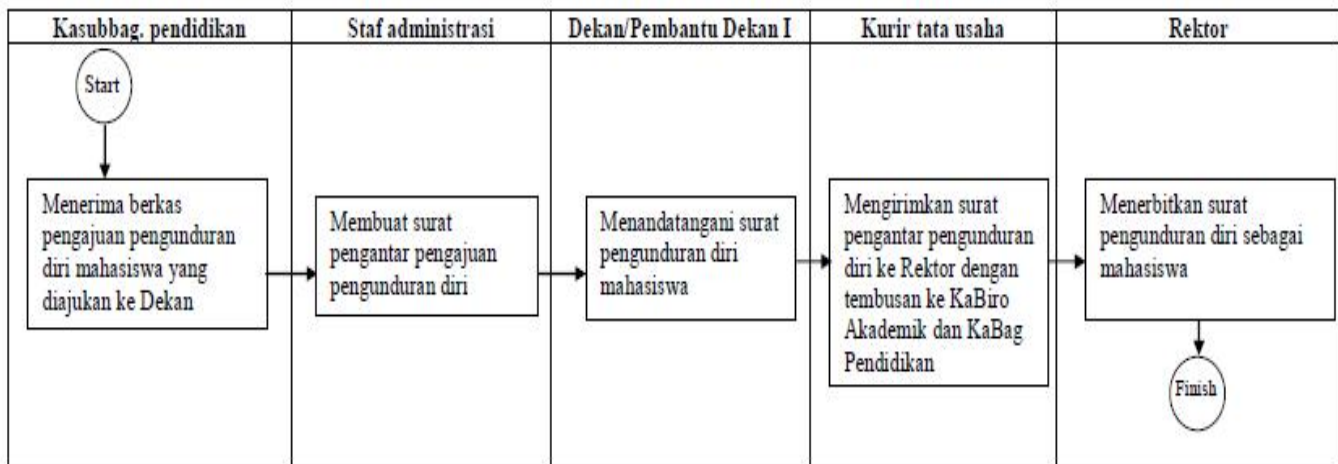 Kasubbag. pendidikan
Staf administrasi
Dekan/Pembantu Dekan I
Kurir tata usaha
Rektor
Start
Menerima berkas
pengajuan pengunduran
diri mahasiswa yang
diajukan ke Dekan
Membuat surat
pengantar pengajuan
pengunduran diri
Menandatangani surat
pengunduran diri
mahasiswa
Mengirimkan surat
pengantar pengunduran
diri ke Rektor dengan
tembusan ke KaBiro
Akademik dan KaBag
Pendidikan
Menerbitkan surat
pengunduran diri sebagai
mahasiswa
Finish